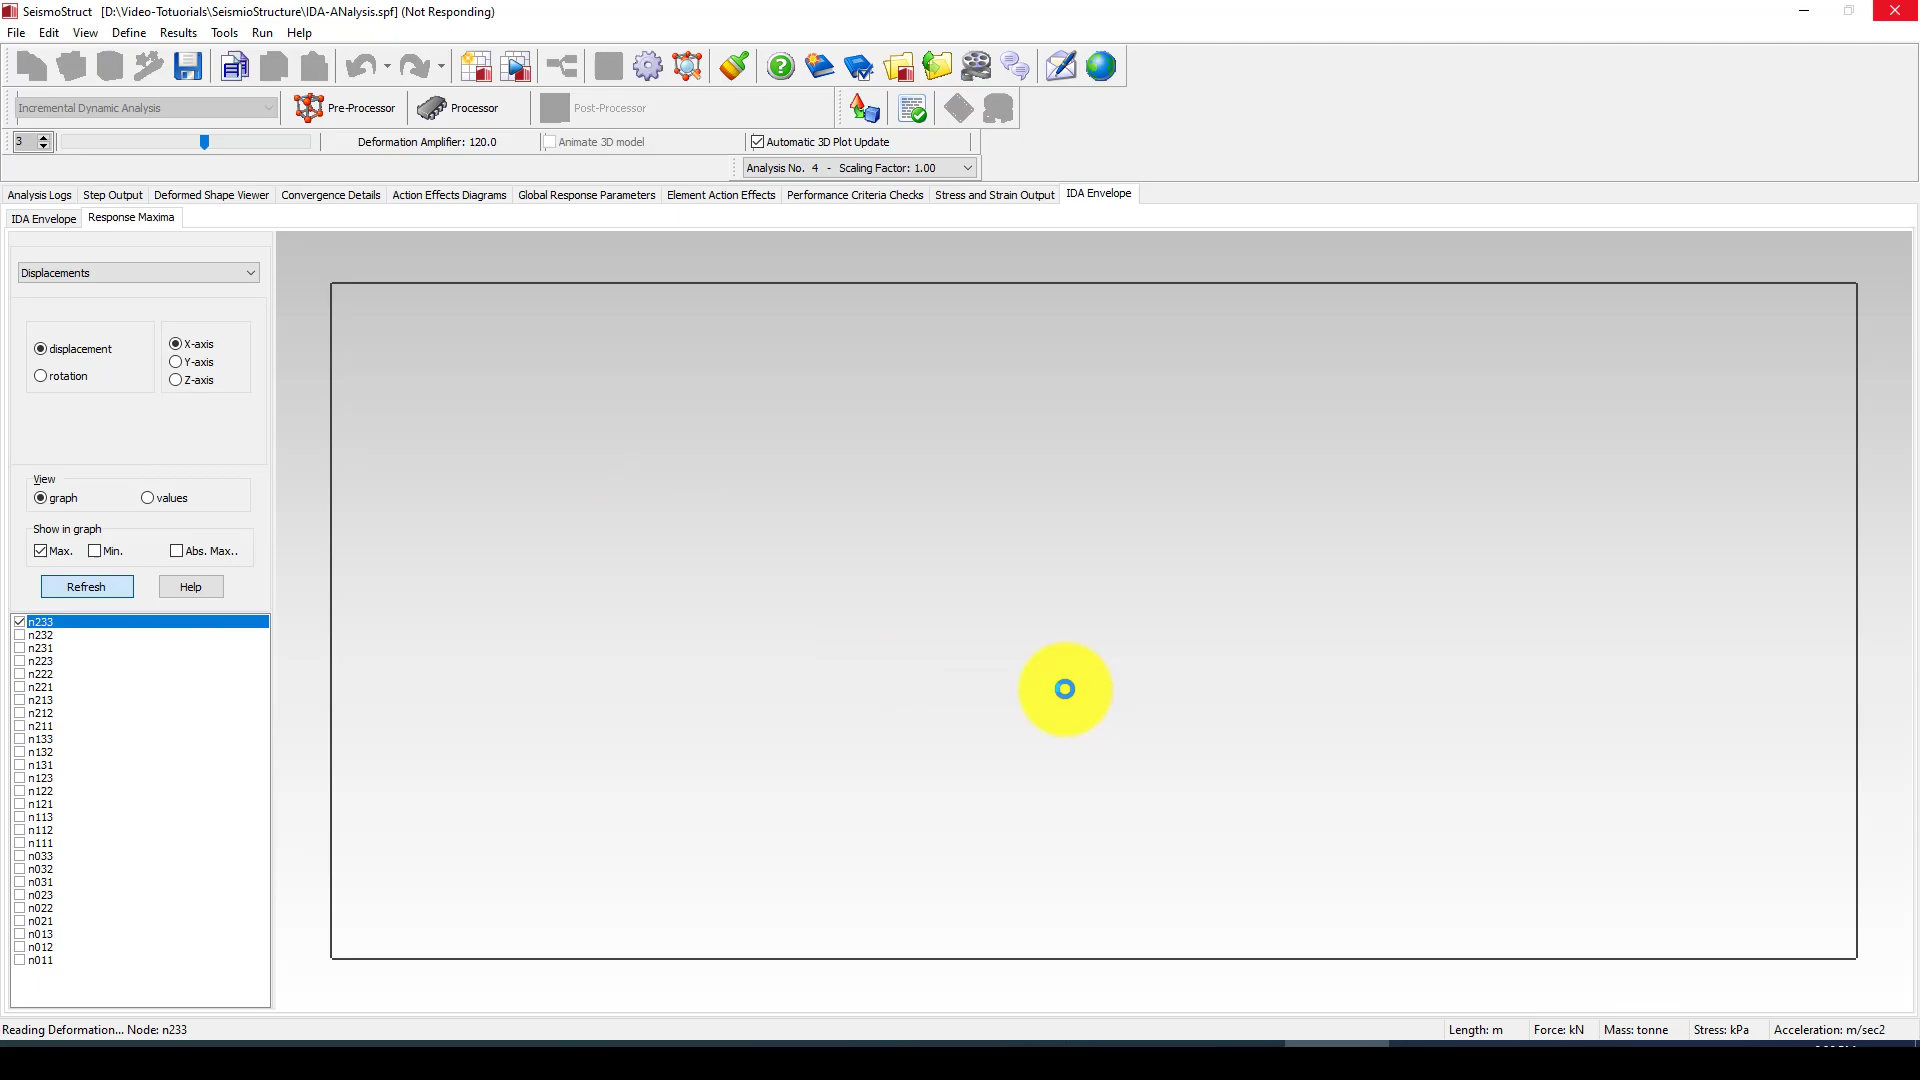 SeismoStruct [D:\Video-Totuorials\SeismioStructure\IDA-ANalysis.spf] (Not Responding)
File Edit View Define Results Tools Run Help
Incremental Dynamic Analysis Pre-Processor Processor Post-Processor
3 Deformation Amplifier: 120.0 Animate 3D model Automatic 3D Plot Update
Analysis No. 4 - Scaling Factor: 1.00
Analysis Logs Step Output Deformed Shape Viewer Convergence Details Action Effects Diagrams Global Response Parameters Element Action Effects Performance Criteria Checks Stress and Strain Output IDA Envelope
IDA Envelope Response Maxima
Displacements
displacement
rotation
X-axis
Y-axis
Z-axis
View
graph values
Show in graph
Max. Min. Abs. Max..
Refresh Help
n233
n232
n231
n223
n222
n221
n213
n212
n211
n133
n132
n131
n123
n122
n121
n113
n112
n111
n033
n032
n031
n023
n022
n021
n013
n012
n011
Reading Deformation... Node: n233 Length: m Force: kN Mass: tonne Stress: kPa Acceleration: m/sec2